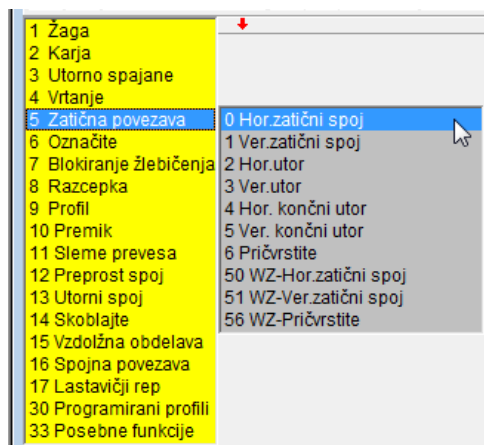 1 Žaga
2 Karja
3 Utorno spajane
4 Vrtanje
5 Zatična povezava
6 Označite
7 Blokiranje žlebičenja
8 Razcepka
9 Profil
10 Premik
11 Sleme prevesa
12 Preprost spoj
13 Utorni spoj
14 Skoblajte
15 Vzdolžna obdelava
16 Spojna povezava
17 Lastavičji rep
30 Programirani profili
33 Posebne funkcije
0 Hor.zatični spoj
1 Ver.zatični spoj
2 Hor.utor
3 Ver.utor
4 Hor. končni utor
5 Ver. končni utor
6 Pričvrstite
50 WZ-Hor.zatični spoj
51 WZ-Ver.zatični spoj
56 WZ-Pričvrstite